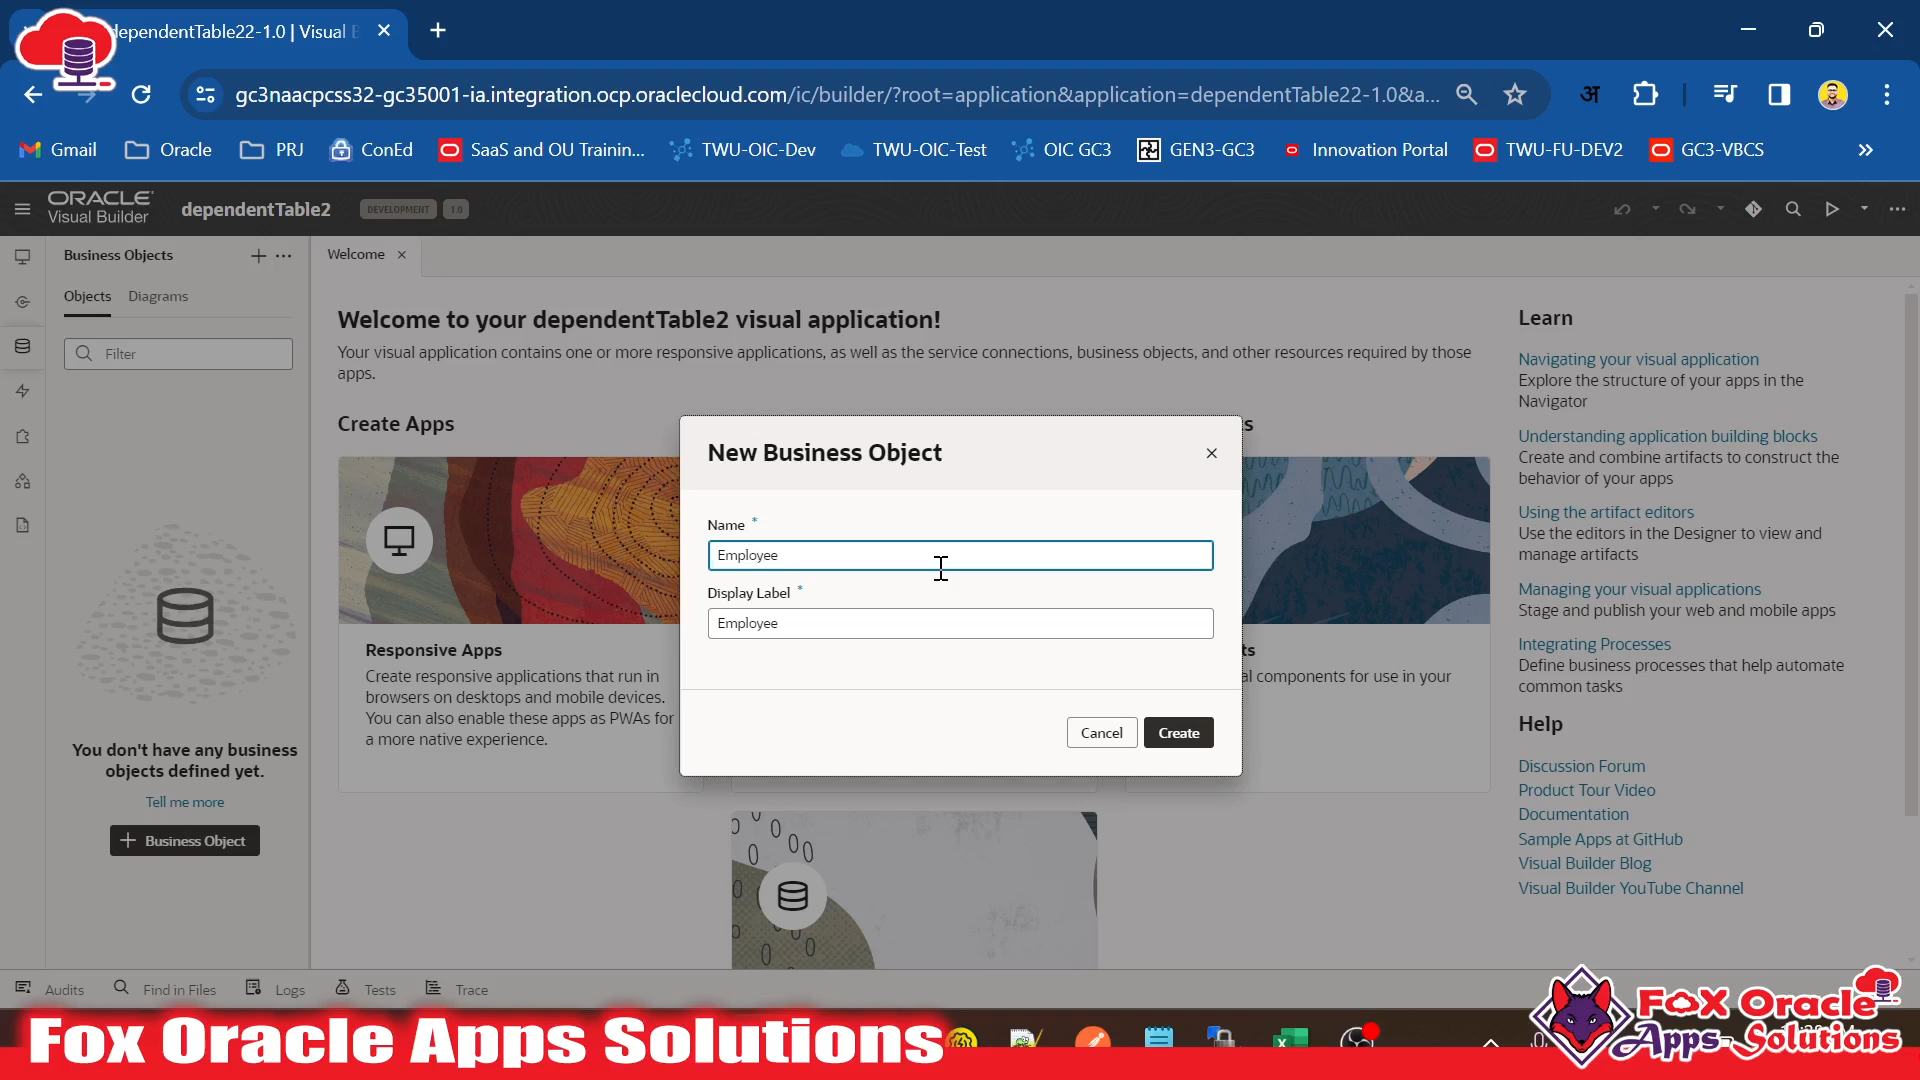 dependentTable22-1.0 | Visual B
gc3naacpcss32-gc35001-ia.integration.ocp.oraclecloud.com/ic/builder/?root=application&application=dependentTable22-1.0&a...
अ
Gmail
Oracle
PRJ
ConEd
SaaS and OU Trainin...
TWU-OIC-Dev
TWU-OIC-Test
OIC GC3
GEN3-GC3
Innovation Portal
TWU-FU-DEV2
GC3-VBCS
ORACLE
Visual Builder
dependentTable2
DEVELOPMENT
1.0
Business Objects
Objects
Diagrams
Filter
You don't have any business
objects defined yet.
Tell me more
Business Object
Welcome
Welcome to your dependentTable2 visual application!
Your visual application contains one or more responsive applications, as well as the service connections, business objects, and other resources required by those
apps.
Create Apps
Responsive Apps
Create responsive applications that run in
browsers on desktops and mobile devices.
You can also enable these apps as PWAs for
a more native experience.
New Business Object
Name *
Employee
Display Label *
Employee
Cancel
Create
ts
ts
al components for use in your
Learn
Navigating your visual application
Explore the structure of your apps in the
Navigator
Understanding application building blocks
Create and combine artifacts to construct the
behavior of your apps
Using the artifact editors
Use the editors in the Designer to view and
manage artifacts
Managing your visual applications
Stage and publish your web and mobile apps
Integrating Processes
Define business processes that help automate
common tasks
Help
Discussion Forum
Product Tour Video
Documentation
Sample Apps at GitHub
Visual Builder Blog
Visual Builder YouTube Channel
Audits
Find in Files
Logs
Tests
Trace
Fox Oracle Apps Solutions
FoX Oracle
Apps Solutions